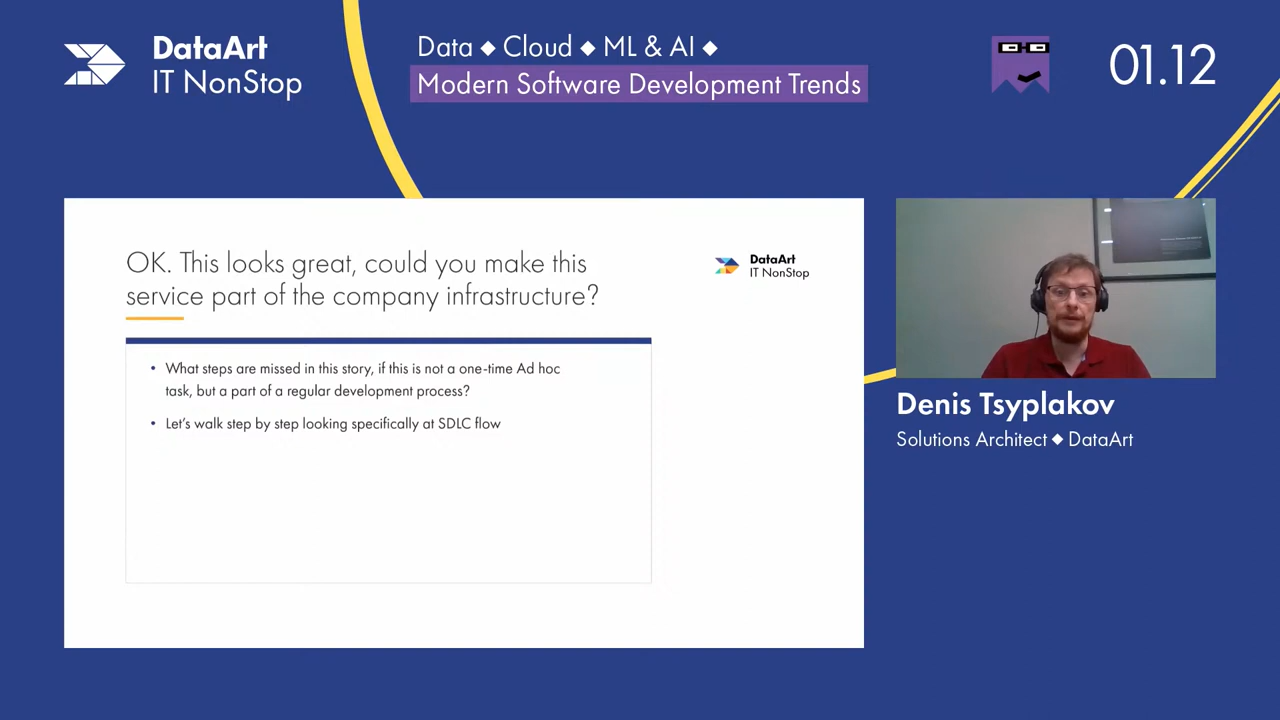 DataArt
IT NonStop
Data ◆ Cloud ◆ ML & AI ◆
Modern Software Development Trends
01.12
OK. This looks great, could you make this
service part of the company infrastructure?
DataArt
IT NonStop
• What steps are missed in this story, if this is not a one-time Ad hoc
task, but a part of a regular development process?
• Let's walk step by step looking specifically at SDLC flow
Denis Tsyplakov
Solutions Architect ◆ DataArt